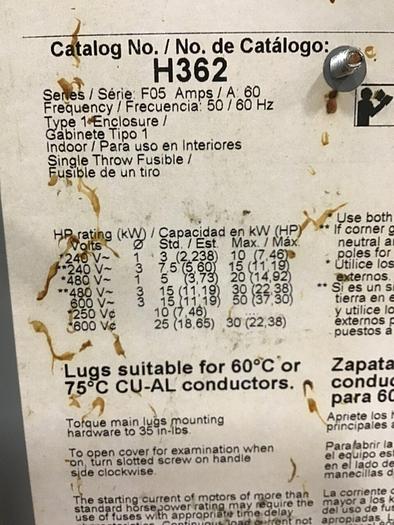 Catalog No. / No. de Catálogo:
H362
Series / Série: F05 Amps / A: 60
Frequency / Frecuencia: 50 / 60 Hz
Type 1 Enclosure /
Gabinete Tipo 1
Indoor / Para uso en Interiores
Single Throw Fusible /
Fusible de un tiro
HP rating (kW) / Capacidad en kW (HP)
Volts Ø Std. / Est. Max. / Máx.
*240 V~ 1 3 (2,238) 10 (7,46)
**240 V~ 3 7,5 (5,60) 15 (11,19)
*480 V~ 1 5 (3,73) 20 (14,92)
**480 V~ 3 15 (11,19) 30 (22,38)
600 V~ 3 15 (11,19) 50 (37,30)
*250 V 10 (7,46)
*600 V 25 (18,65) 30 (22,38)
* Use both
** If corner g
neutral a
poles for
* Utilice los
externos.
** Si es un si
tierra en e
y utilice lo
externos p
puestos a
Lugs suitable for 60°C or
75°C CU-AL conductors.
Torque main lugs mounting
hardware to 35 in-lbs.
To open cover for examination when
on, turn slotted screw on handle
side clockwise.
The starting current of motors of more than
standard horsepower rating may require the
use of fuses with appropriate time delay
characteristics. Continuous load current not
Zapata
conduc
para 60
Apriete los
principales a
Para abrir la
el equipo est
en el lado de
manecillas d
La corriente
mayor a los k
del uso de fu
apropiadas. L